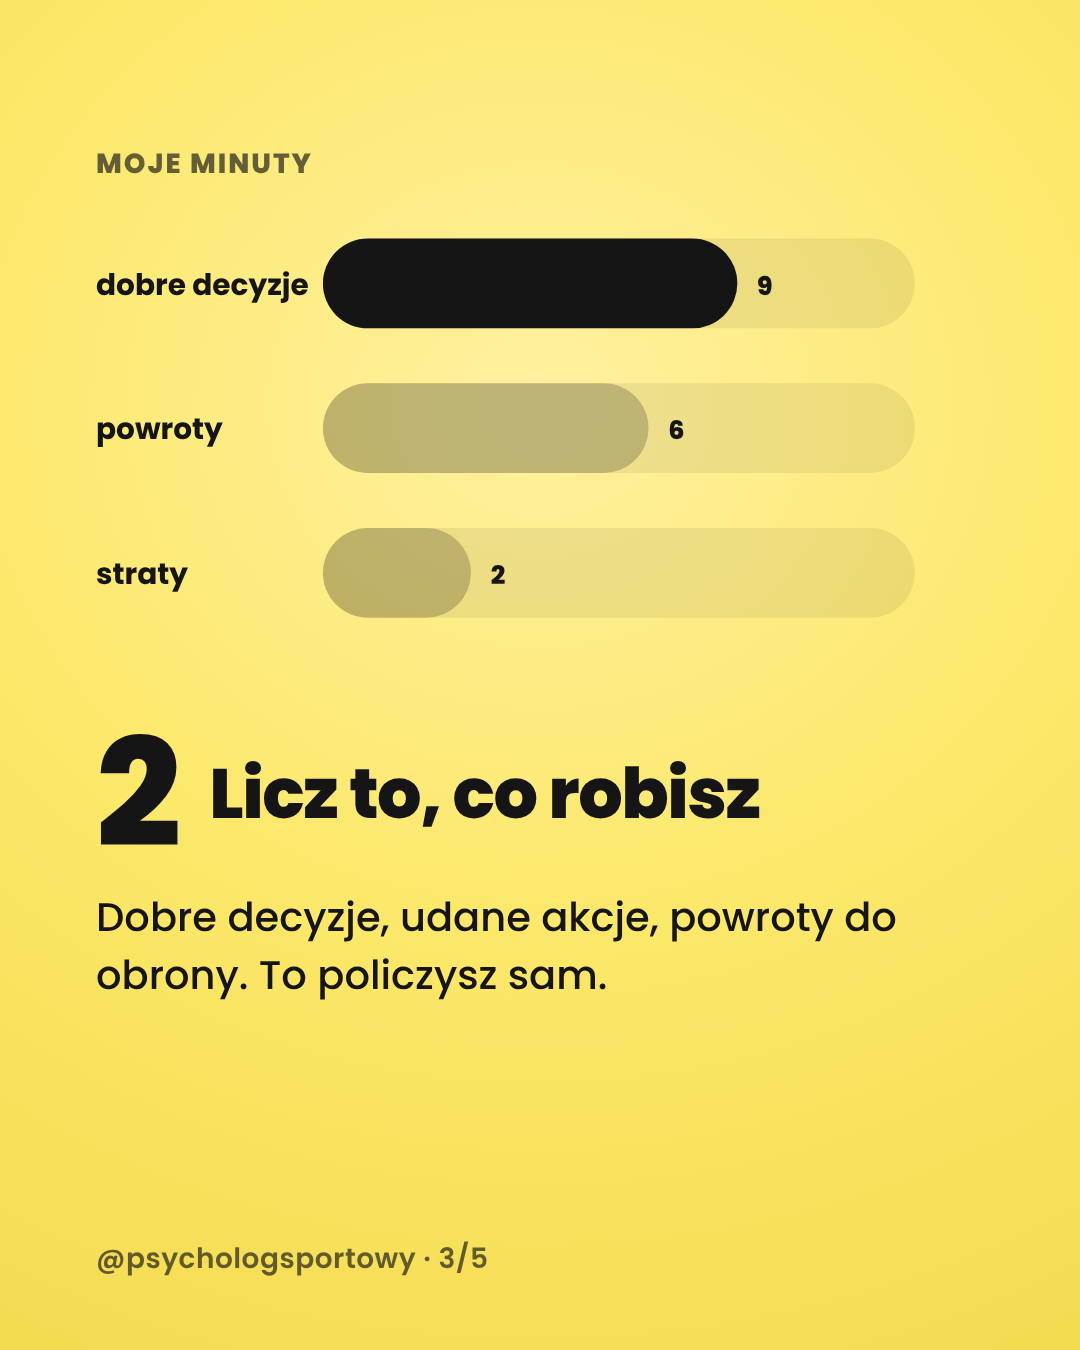 MOJE MINUTY
dobre decyzje 9
powroty 6
straty 2
2 Licz to, co robisz
Dobre decyzje, udane akcje, powroty do
obrony. To policzysz sam.
@psychologsportowy · 3/5